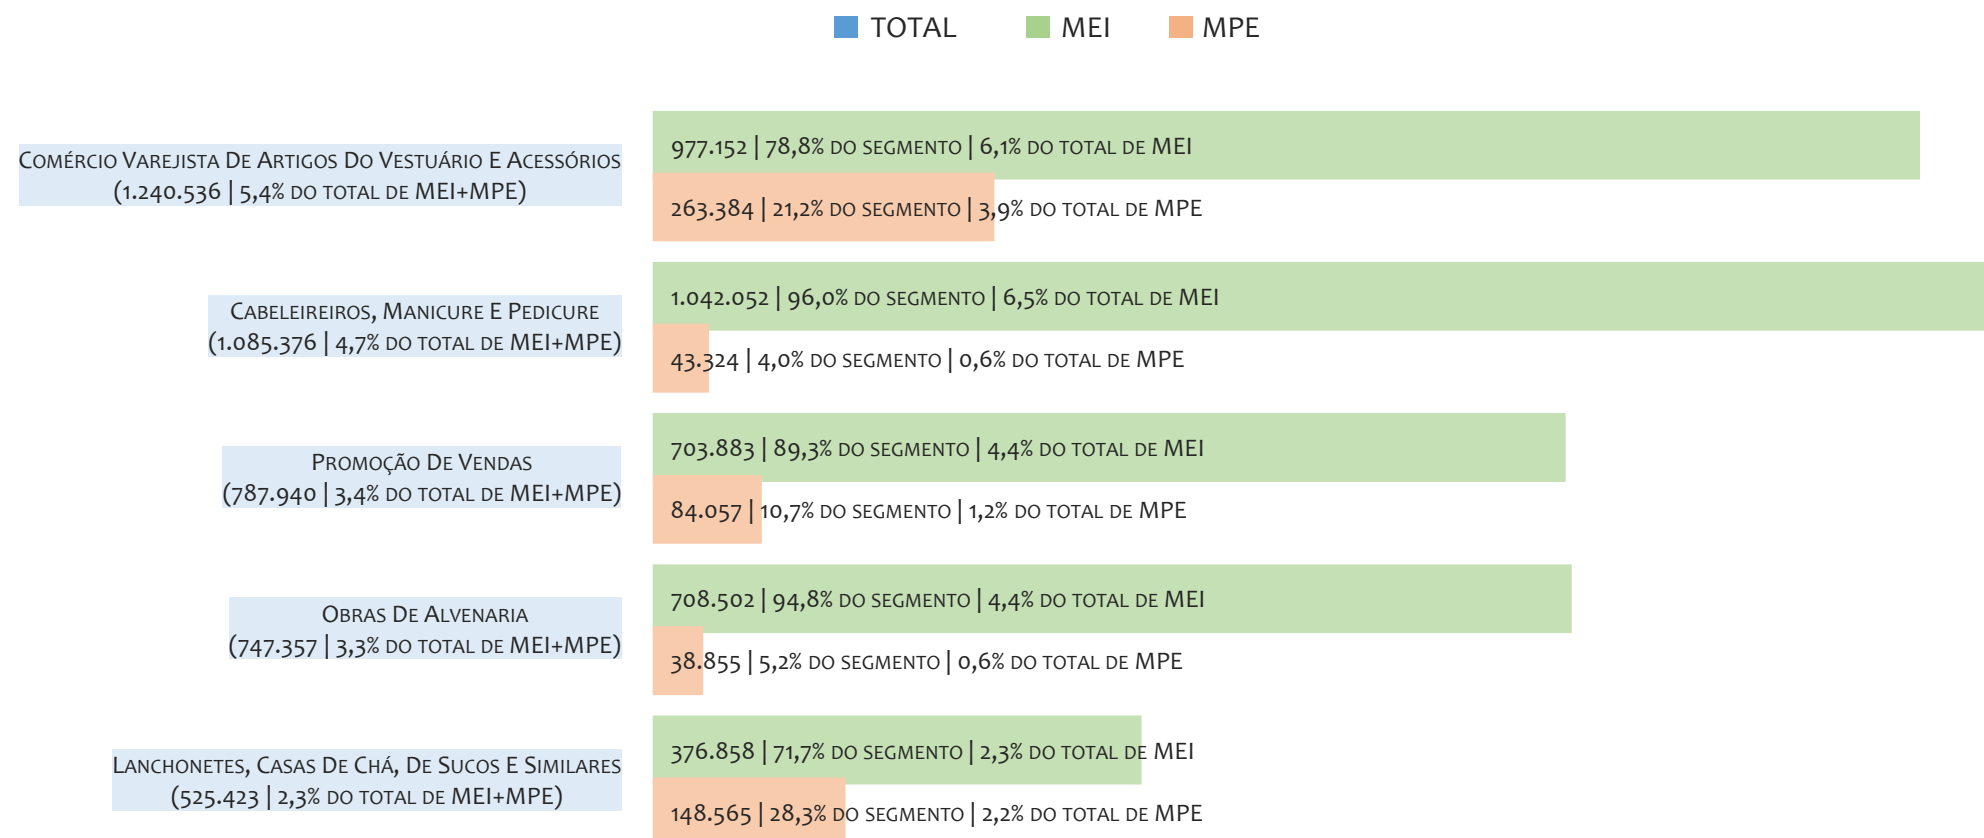 TOTAL MEI MPE
Comércio Varejista De Artigos Do Vestuário E Acessórios
(1.240.536 | 5,4% do total de MEI+MPE)
977.152 | 78,8% do segmento | 6,1% do total de MEI
263.384 | 21,2% do segmento | 3,9% do total de MPE
Cabeleireiros, Manicure E Pedicure
(1.085.376 | 4,7% do total de MEI+MPE)
1.042.052 | 96,0% do segmento | 6,5% do total de MEI
43.324 | 4,0% do segmento | 0,6% do total de MPE
Promoção De Vendas
(787.940 | 3,4% do total de MEI+MPE)
703.883 | 89,3% do segmento | 4,4% do total de MEI
84.057 | 10,7% do segmento | 1,2% do total de MPE
Obras De Alvenaria
(747.357 | 3,3% do total de MEI+MPE)
708.502 | 94,8% do segmento | 4,4% do total de MEI
38.855 | 5,2% do segmento | 0,6% do total de MPE
Lanchonetes, Casas De Chá, De Sucos E Similares
(525.423 | 2,3% do total de MEI+MPE)
376.858 | 71,7% do segmento | 2,3% do total de MEI
148.565 | 28,3% do segmento | 2,2% do total de MPE